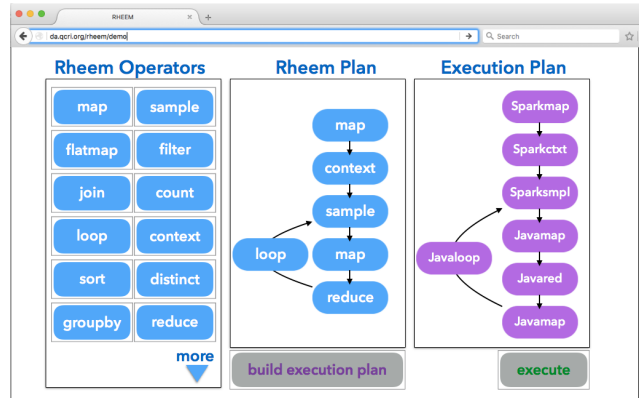 RHEEM
da.qcri.org/rheem/demo
Search
Rheem Operators
map sample
flatmap filter
join count
loop context
sort distinct
groupby reduce
more
Rheem Plan
map
context
sample
loop map
reduce
build execution plan
Execution Plan
Sparkmap
Sparkctxt
Sparksmpl
Javamap
Javaloop Javared
Javamap
execute